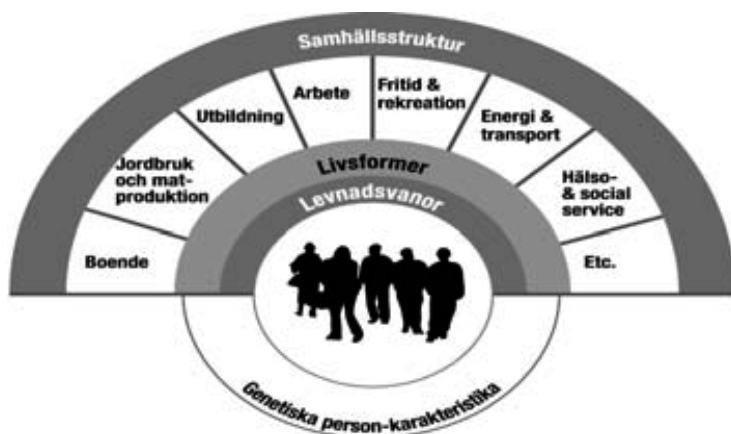 Samhällsstruktur
Boende
Jordbruk
och mat-
produktion
Utbildning
Arbete
Fritid &
rekreation
Energi &
transport
Hälso-
& social
service
Etc.
Livsformer
Levnadsvanor
Genetiska person-karakteristika